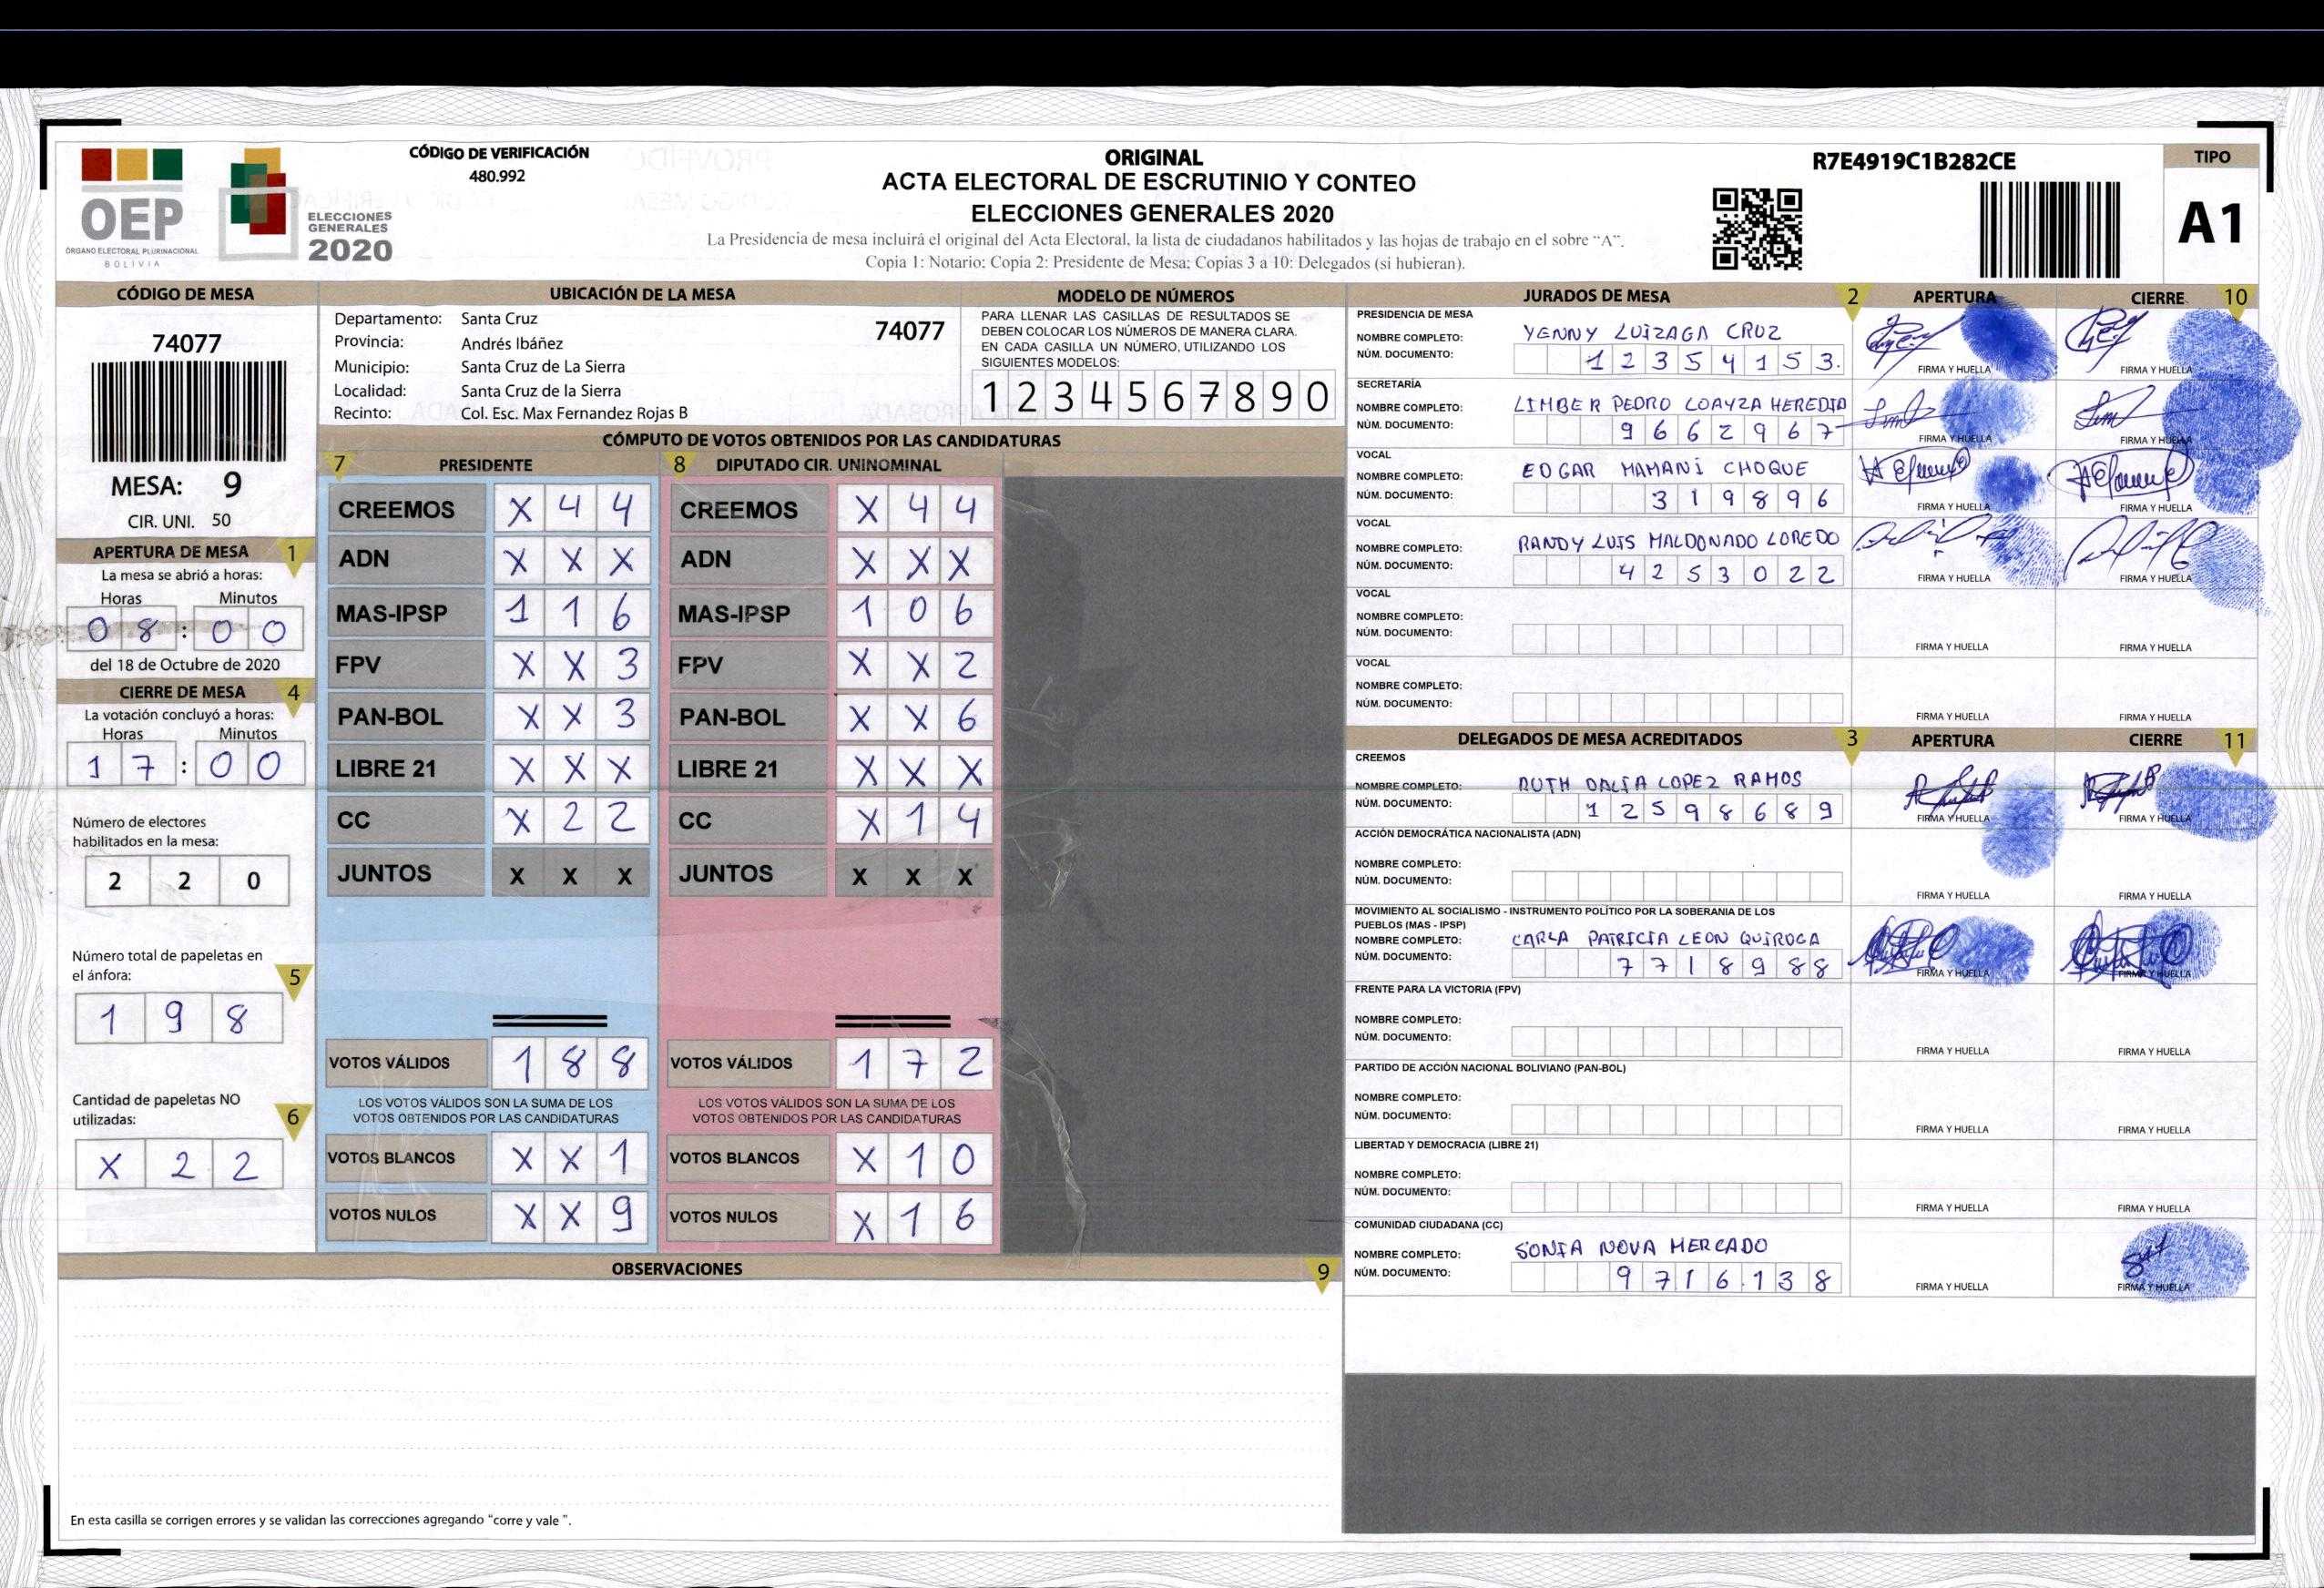 CÓDIGO DE VERIFICACIÓN
480.992
OEP
ÓRGANO ELECTORAL PLURINACIONAL
BOLIVIA
ELECCIONES
GENERALES
2020
ORIGINAL
ACTA ELECTORAL DE ESCRUTINIO Y CONTEO
ELECCIONES GENERALES 2020
La Presidencia de mesa incluirá el original del Acta Electoral, la lista de ciudadanos habilitados y las hojas de trabajo en el sobre “A”.
Copia 1: Notario; Copia 2: Presidente de Mesa; Copias 3 a 10: Delegados (si hubieran).
R7E4919C1B282CE
TIPO
A1
CÓDIGO DE MESA
74077
MESA: 9
CIR. UNI. 50
APERTURA DE MESA 1
La mesa se abrió a horas:
Horas Minutos
0 8 : 0 0
del 18 de Octubre de 2020
CIERRE DE MESA 4
La votación concluyó a horas:
Horas Minutos
1 7 : 0 0
Número de electores
habilitados en la mesa:
2 2 0
Número total de papeletas en
el ánfora: 5
1 9 8
Cantidad de papeletas NO
utilizadas: 6
X 2 2
UBICACIÓN DE LA MESA
Departamento: Santa Cruz
Provincia: Andrés Ibáñez
Municipio: Santa Cruz de La Sierra
Localidad: Santa Cruz de la Sierra
Recinto: Col. Esc. Max Fernandez Rojas B
74077
MODELO DE NÚMEROS
PARA LLENAR LAS CASILLAS DE RESULTADOS SE
DEBEN COLOCAR LOS NÚMEROS DE MANERA CLARA.
EN CADA CASILLA UN NÚMERO, UTILIZANDO LOS
SIGUIENTES MODELOS:
1 2 3 4 5 6 7 8 9 0
CÓMPUTO DE VOTOS OBTENIDOS POR LAS CANDIDATURAS
7 PRESIDENTE
CREEMOS X 4 4
ADN X X X
MAS-IPSP 1 1 6
FPV X X 3
PAN-BOL X X 3
LIBRE 21 X X X
CC X 2 2
JUNTOS X X X
VOTOS VÁLIDOS 1 8 8
LOS VOTOS VÁLIDOS SON LA SUMA DE LOS
VOTOS OBTENIDOS POR LAS CANDIDATURAS
VOTOS BLANCOS X X 1
VOTOS NULOS X X 9
8 DIPUTADO CIR. UNINOMINAL
CREEMOS X 4 4
ADN X X X
MAS-IPSP 1 0 6
FPV X X 2
PAN-BOL X X 6
LIBRE 21 X X X
CC X 1 4
JUNTOS X X X
VOTOS VÁLIDOS 1 7 2
LOS VOTOS VÁLIDOS SON LA SUMA DE LOS
VOTOS OBTENIDOS POR LAS CANDIDATURAS
VOTOS BLANCOS X 1 0
VOTOS NULOS X 1 6
OBSERVACIONES 9
En esta casilla se corrigen errores y se validan las correcciones agregando “corre y vale ”.
JURADOS DE MESA 2 APERTURA CIERRE 10
PRESIDENCIA DE MESA
NOMBRE COMPLETO: YENNY LUIZAGA CRUZ
NÚM. DOCUMENTO: 1 2 3 5 4 1 5 3.
FIRMA Y HUELLA FIRMA Y HUELLA
SECRETARÍA
NOMBRE COMPLETO: LIMBER PEDRO LOAYZA HEREDIA
NÚM. DOCUMENTO: 9 6 6 2 9 6 7
FIRMA Y HUELLA FIRMA Y HUELLA
VOCAL
NOMBRE COMPLETO: EDGAR MAMANI CHOQUE
NÚM. DOCUMENTO: 3 1 9 8 9 6
FIRMA Y HUELLA FIRMA Y HUELLA
VOCAL
NOMBRE COMPLETO: RANDY LUIS MALDONADO LOREDO
NÚM. DOCUMENTO: 4 2 5 3 0 2 2
FIRMA Y HUELLA FIRMA Y HUELLA
VOCAL
NOMBRE COMPLETO:
NÚM. DOCUMENTO:
FIRMA Y HUELLA FIRMA Y HUELLA
VOCAL
NOMBRE COMPLETO:
NÚM. DOCUMENTO:
FIRMA Y HUELLA FIRMA Y HUELLA
DELEGADOS DE MESA ACREDITADOS 3 APERTURA CIERRE 11
CREEMOS
NOMBRE COMPLETO: RUTH DALIA LOPEZ RAMOS
NÚM. DOCUMENTO: 1 2 5 9 8 6 8 9
FIRMA Y HUELLA FIRMA Y HUELLA
ACCIÓN DEMOCRÁTICA NACIONALISTA (ADN)
NOMBRE COMPLETO:
NÚM. DOCUMENTO:
FIRMA Y HUELLA FIRMA Y HUELLA
MOVIMIENTO AL SOCIALISMO - INSTRUMENTO POLÍTICO POR LA SOBERANIA DE LOS
PUEBLOS (MAS - IPSP)
NOMBRE COMPLETO: CARLA PATRICIA LEON QUIROGA
NÚM. DOCUMENTO: 7 7 1 8 9 8 8
FIRMA Y HUELLA FIRMA Y HUELLA
FRENTE PARA LA VICTORIA (FPV)
NOMBRE COMPLETO:
NÚM. DOCUMENTO:
FIRMA Y HUELLA FIRMA Y HUELLA
PARTIDO DE ACCIÓN NACIONAL BOLIVIANO (PAN-BOL)
NOMBRE COMPLETO:
NÚM. DOCUMENTO:
FIRMA Y HUELLA FIRMA Y HUELLA
LIBERTAD Y DEMOCRACIA (LIBRE 21)
NOMBRE COMPLETO:
NÚM. DOCUMENTO:
FIRMA Y HUELLA FIRMA Y HUELLA
COMUNIDAD CIUDADANA (CC)
NOMBRE COMPLETO: SONIA NOVA MERCADO
NÚM. DOCUMENTO: 9 7 1 6 1 3 8
FIRMA Y HUELLA FIRMA Y HUELLA